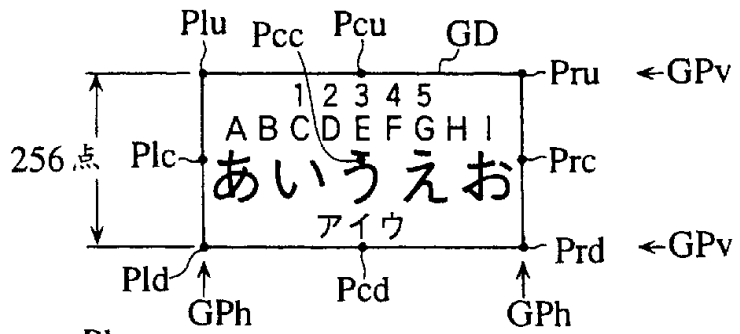 Plu Pcc Pcu GD
Pru ←GPv
1 2 3 4 5
A B C D E F G H I
256点 Plc あいうえお Prc
アイウ
Pld Pcd Prd ←GPv
GPh GPh